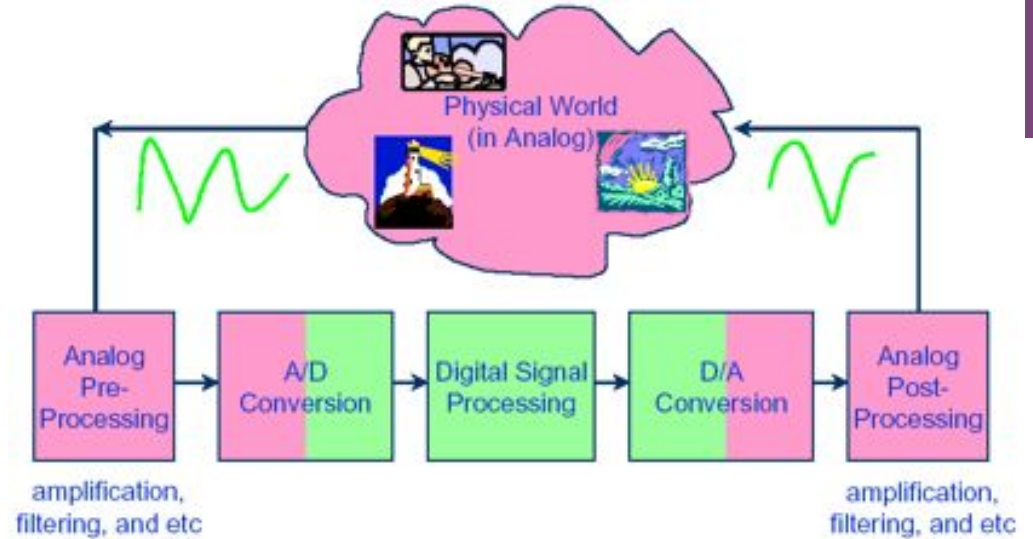 Physical World
(in Analog)
Analog
Pre-
Processing
A/D
Conversion
Digital Signal
Processing
D/A
Conversion
Analog
Post-
Processing
amplification,
filtering, and etc
amplification,
filtering, and etc